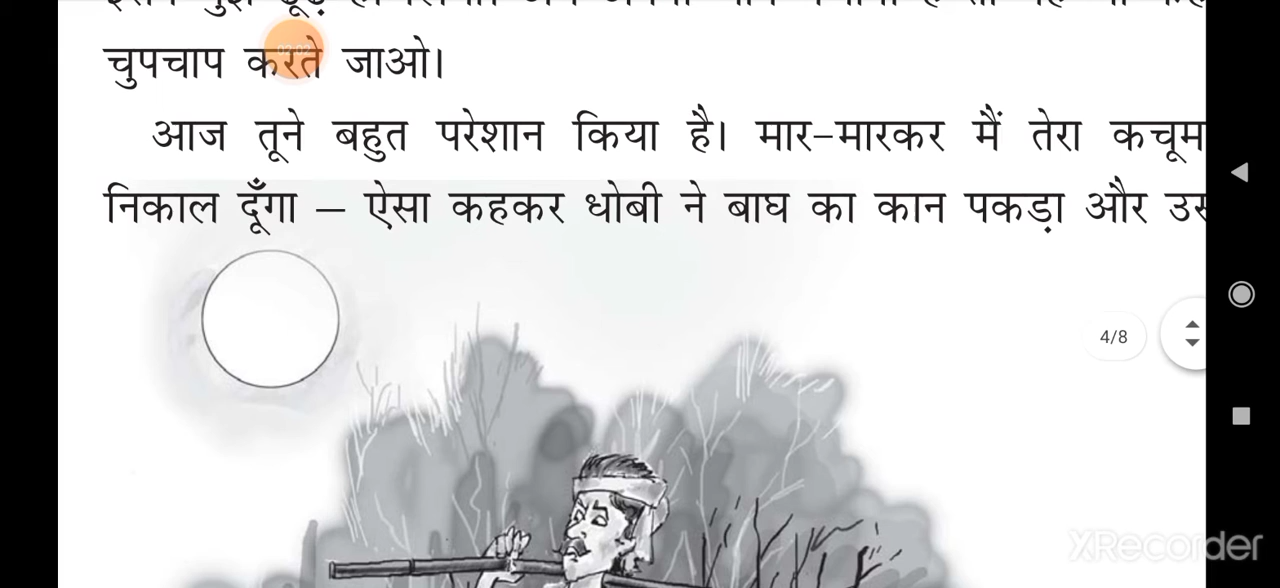 चुपचाप करते जाओ।
आज तूने बहुत परेशान किया है। मार-मारकर मैं तेरा
निकाल दूँगा – ऐसा कहकर धोबी ने बाघ का कान पकड़ा और
4/8
XRecorder